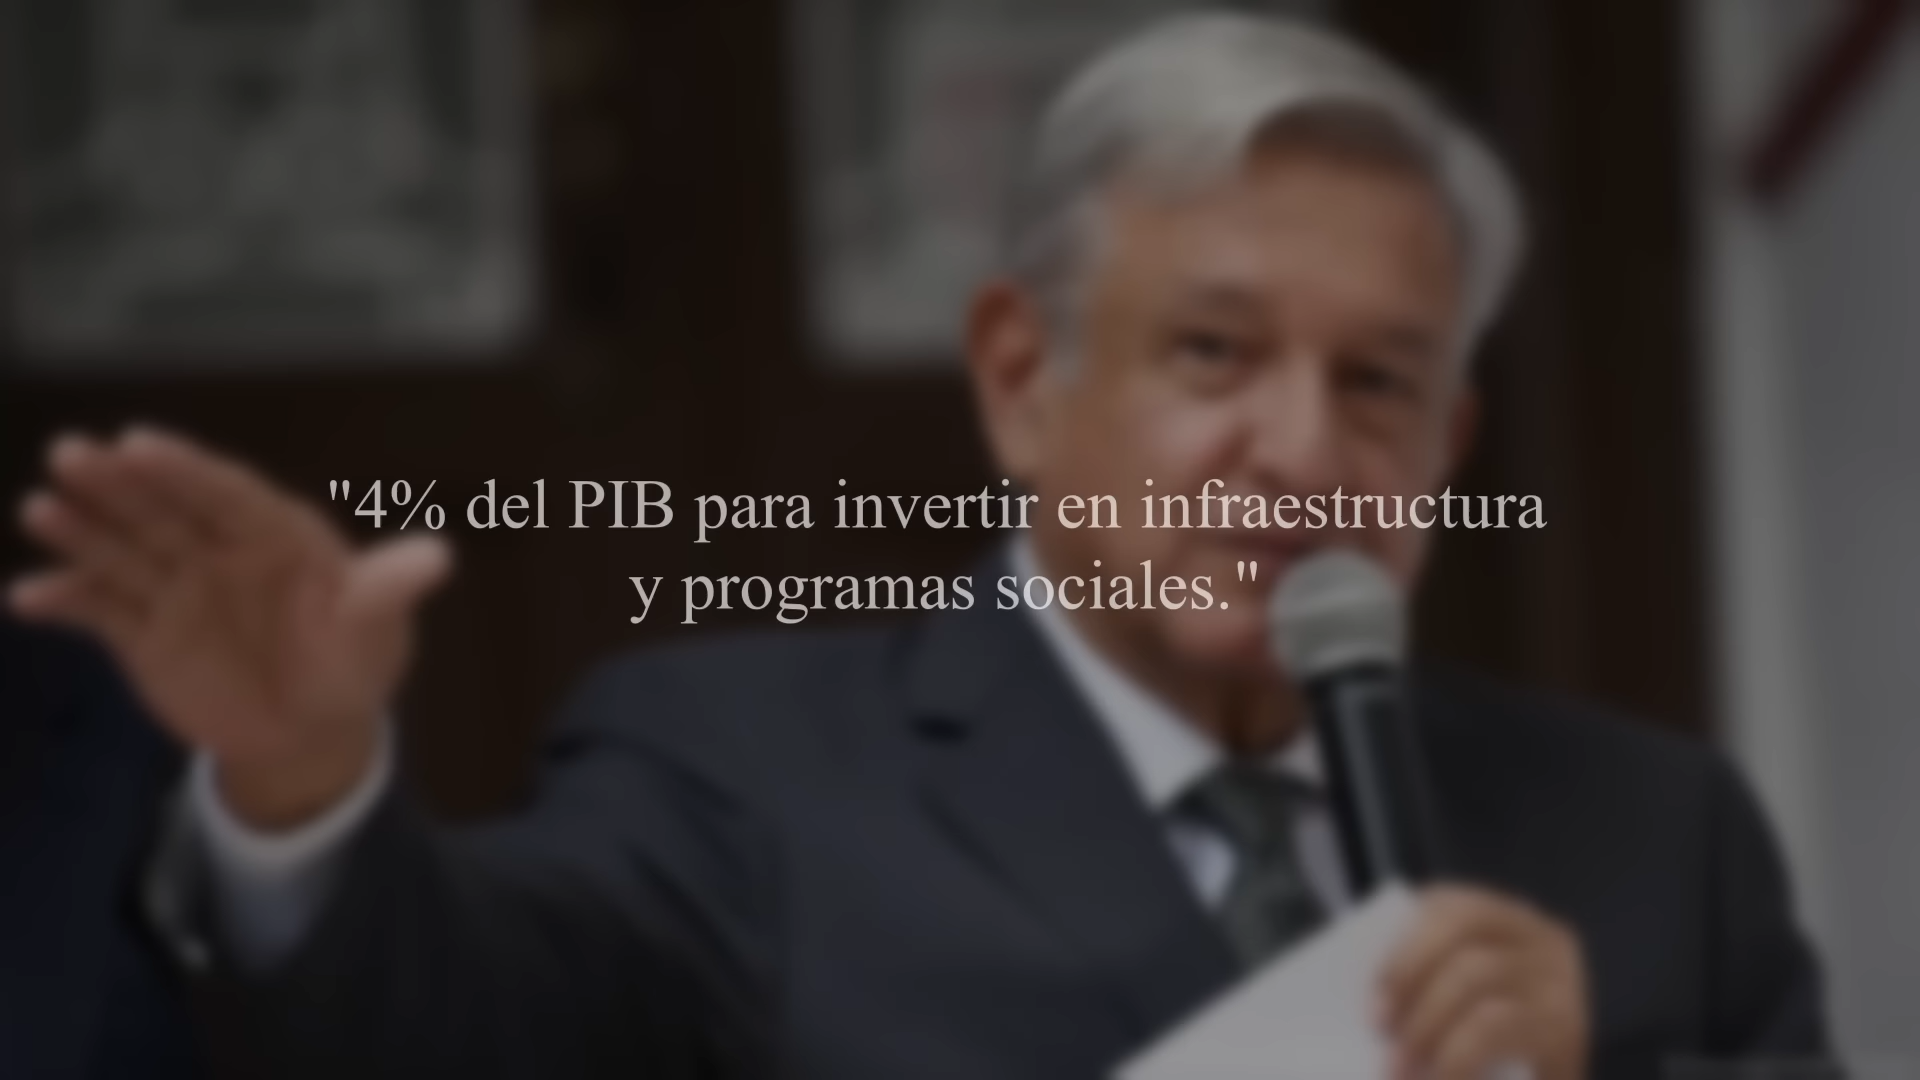 "4% del PIB para invertir en infraestructura
y programas sociales."